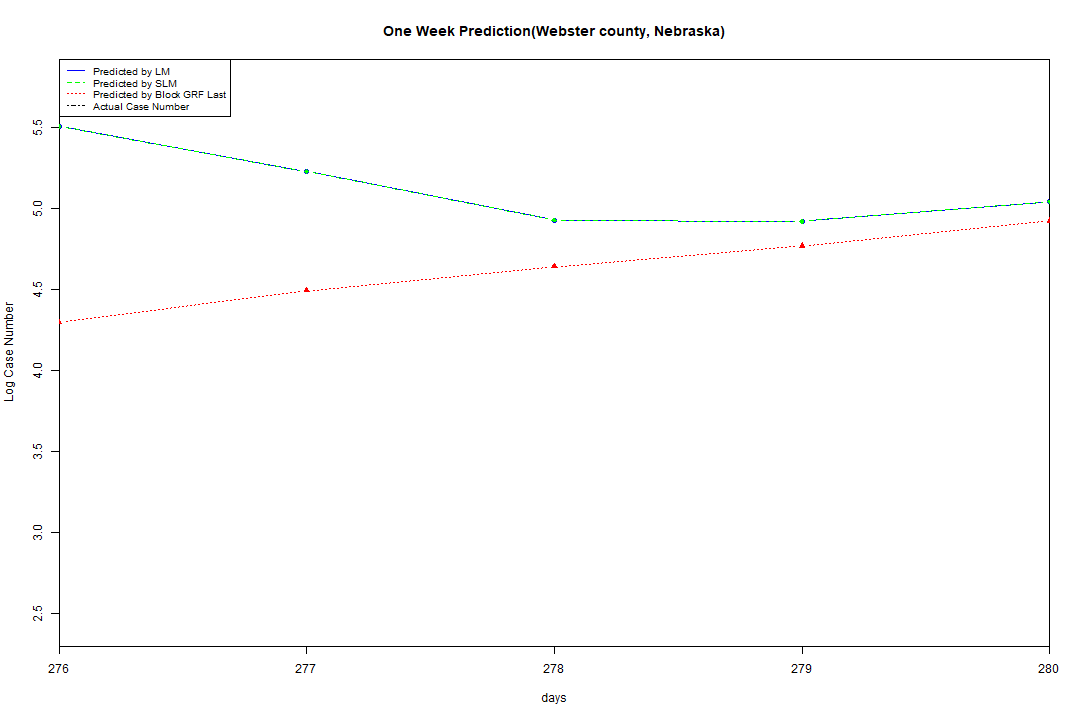 One Week Prediction(Webster county, Nebraska)
Predicted by LM
Predicted by SLM
Predicted by Block GRF Last
Actual Case Number
5.5
5.0
4.5
4.0
3.5
3.0
2.5
Log Case Number
276 277 278 279 280
days